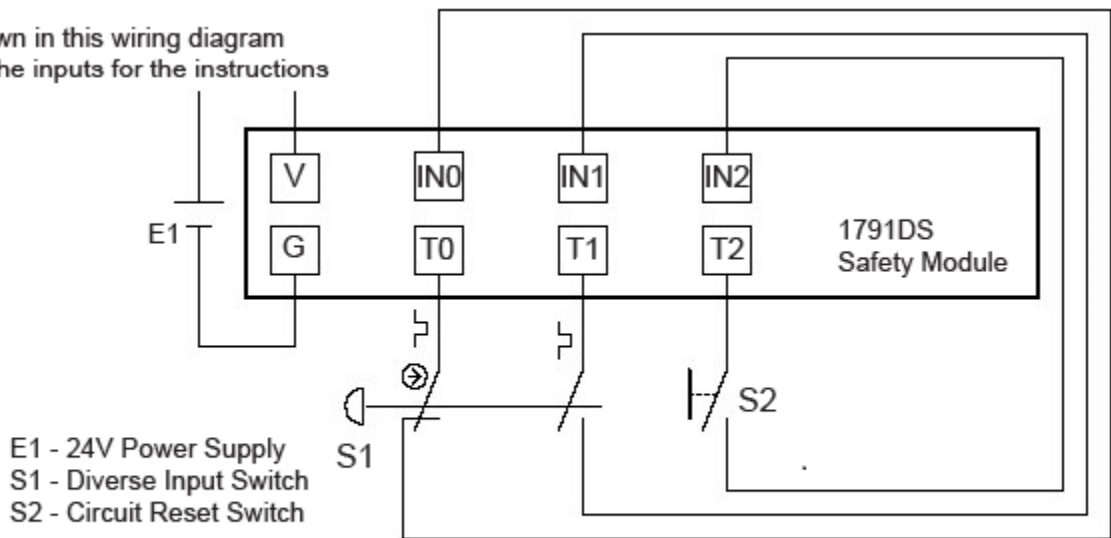 wn in this wiring diagram
he inputs for the instructions
V
IN0
IN1
IN2
E1
G
T0
T1
T2
1791DS
Safety Module
S1
S2
E1 - 24V Power Supply
S1 - Diverse Input Switch
S2 - Circuit Reset Switch